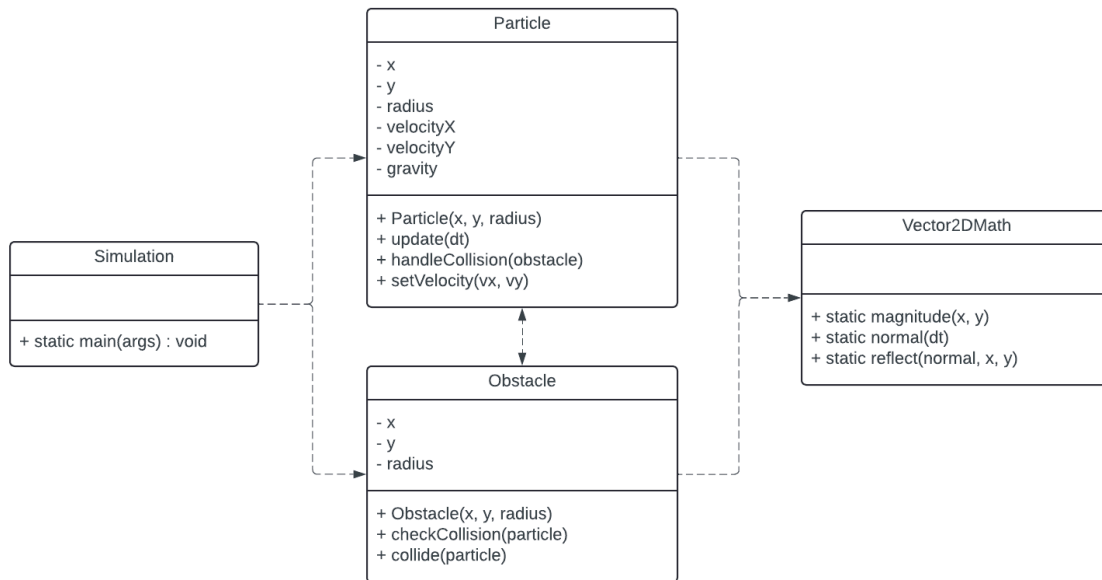 Particle
- x
- y
- radius
- velocityX
- velocityY
- gravity
+ Particle(x, y, radius)
+ update(dt)
+ handleCollision(obstacle)
+ setVelocity(vx, vy)
Simulation
+ static main(args) : void
Obstacle
- x
- y
- radius
+ Obstacle(x, y, radius)
+ checkCollision(particle)
+ collide(particle)
Vector2DMath
+ static magnitude(x, y)
+ static normal(dt)
+ static reflect(normal, x, y)